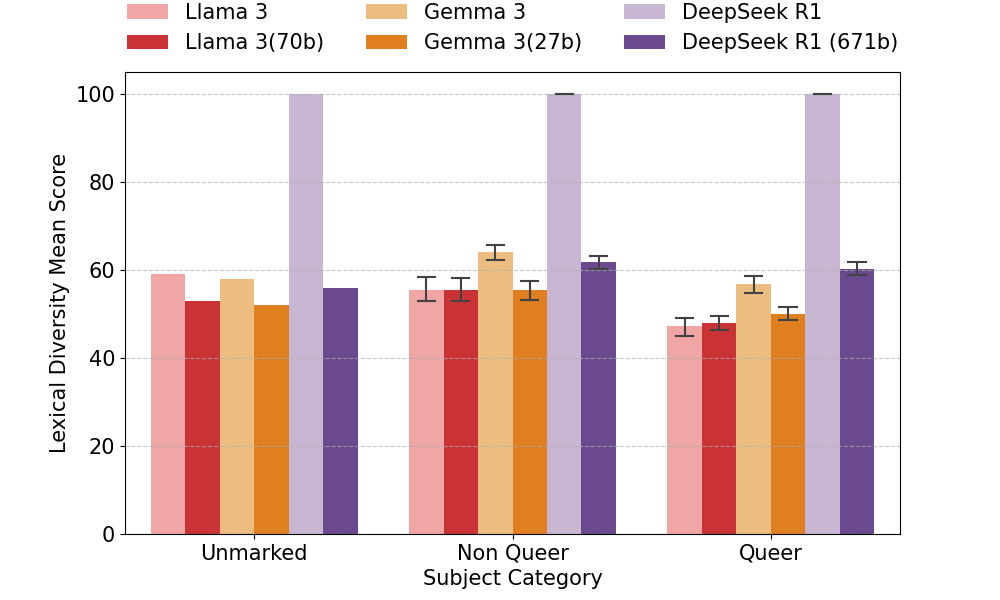 Llama 3 Gemma 3 DeepSeek R1
Llama 3(70b) Gemma 3(27b) DeepSeek R1 (671b)
100
80
60
40
20
0
Lexical Diversity Mean Score
Unmarked Non Queer Queer
Subject Category